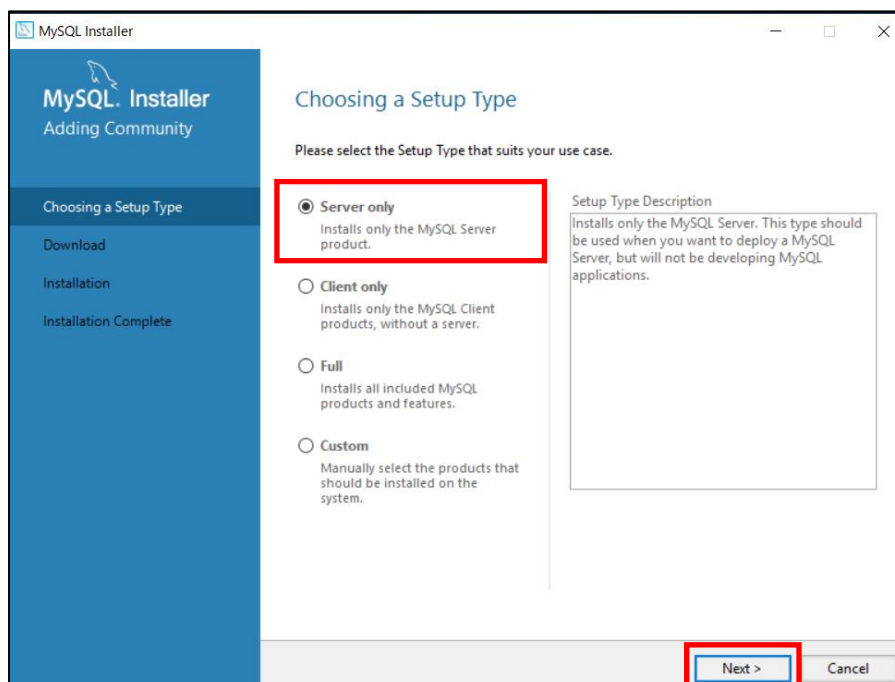 MySQL Installer
MySQL. Installer
Adding Community
Choosing a Setup Type
Download
Installation
Installation Complete
Choosing a Setup Type
Please select the Setup Type that suits your use case.
Server only
Installs only the MySQL Server
product.
Client only
Installs only the MySQL Client
products, without a server.
Full
Installs all included MySQL
products and features.
Custom
Manually select the products that
should be installed on the
system.
Setup Type Description
Installs only the MySQL Server. This type should
be used when you want to deploy a MySQL
Server, but will not be developing MySQL
applications.
Next >
Cancel